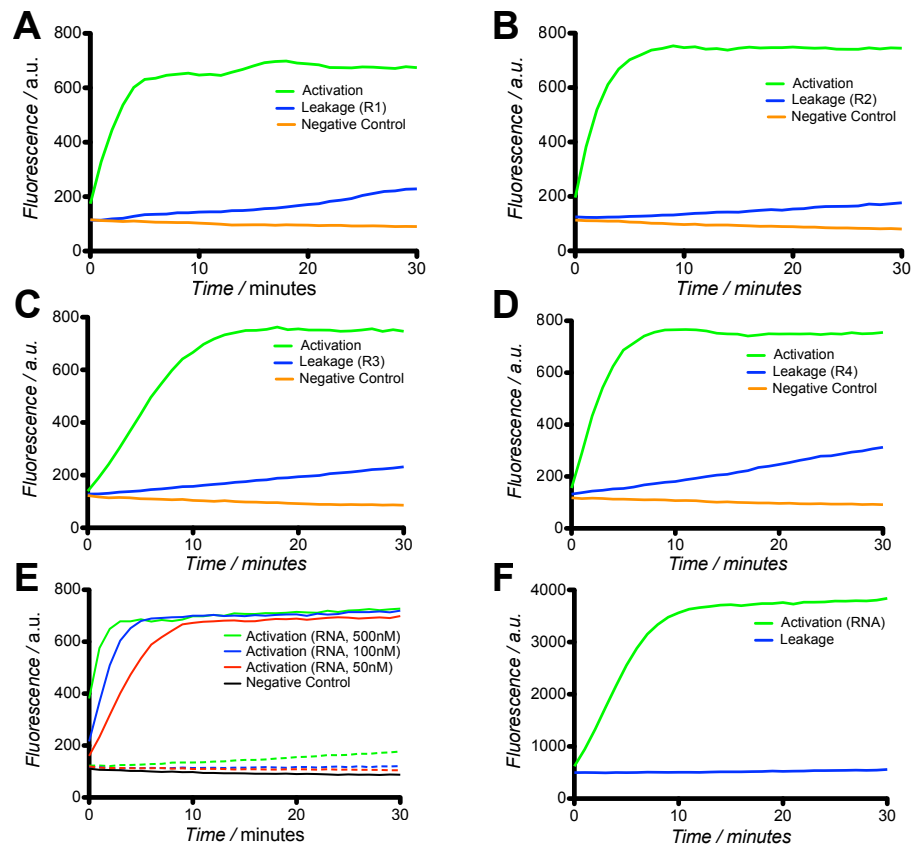 A
Fluorescence / a.u.
800
600
400
200
0
Activation
Leakage (R1)
Negative Control
0 10 20 30
Time / minutes
B
Fluorescence / a.u.
800
600
400
200
0
Activation
Leakage (R2)
Negative Control
0 10 20 30
Time / minutes
C
Fluorescence / a.u.
800
600
400
200
0
Activation
Leakage (R3)
Negative Control
0 10 20 30
Time / minutes
D
Fluorescence / a.u.
800
600
400
200
0
Activation
Leakage (R4)
Negative Control
0 10 20 30
Time / minutes
E
Fluorescence / a.u.
800
600
400
200
0
Activation (RNA, 500nM)
Activation (RNA, 100nM)
Activation (RNA, 50nM)
Negative Control
0 10 20 30
Time / minutes
F
Fluorescence / a.u.
4000
3000
2000
1000
0
Activation (RNA)
Leakage
0 10 20 30
Time / minutes